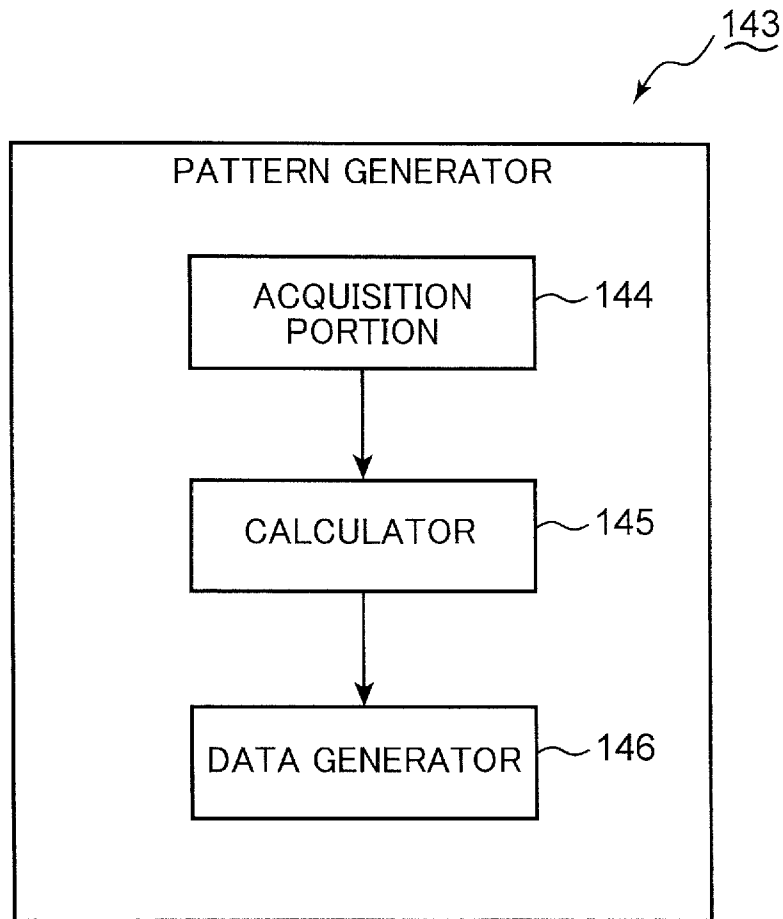 143
PATTERN GENERATOR
ACQUISITION
PORTION
144
CALCULATOR
145
DATA GENERATOR
146